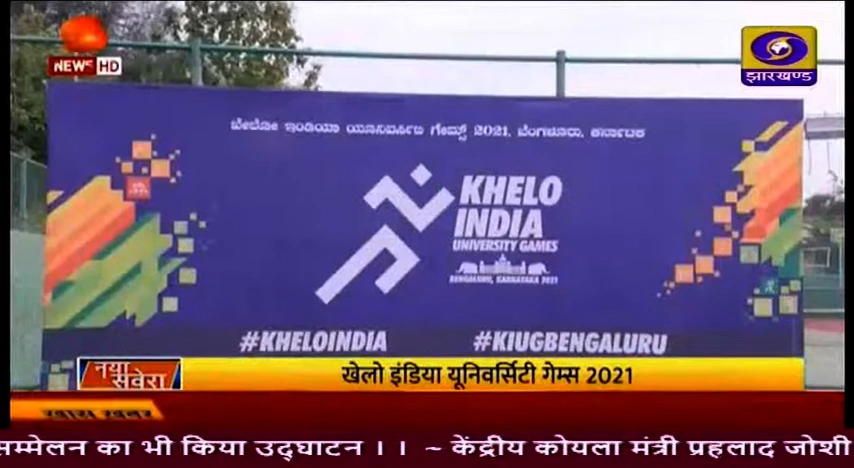 NEWS HD
झारखण्ड
ಖೇಲೋ ಇಂಡಿಯಾ ಯೂನಿವರ್ಸಿಟಿ ಗೇಮ್ಸ್ 2021, ಬೆಂಗಳೂರು, ಕರ್ನಾಟಕ
KHELO
INDIA
UNIVERSITY GAMES
BENGALURU, KARNATAKA 2021
#KHELOINDIA #KIUGBENGALURU
नया सवेरा
खेलो इंडिया यूनिवर्सिटी गेम्स 2021
खास खबर
सम्मेलन का भी किया उद्घाटन ।। ~ केंद्रीय कोयला मंत्री प्रहलाद जोशी